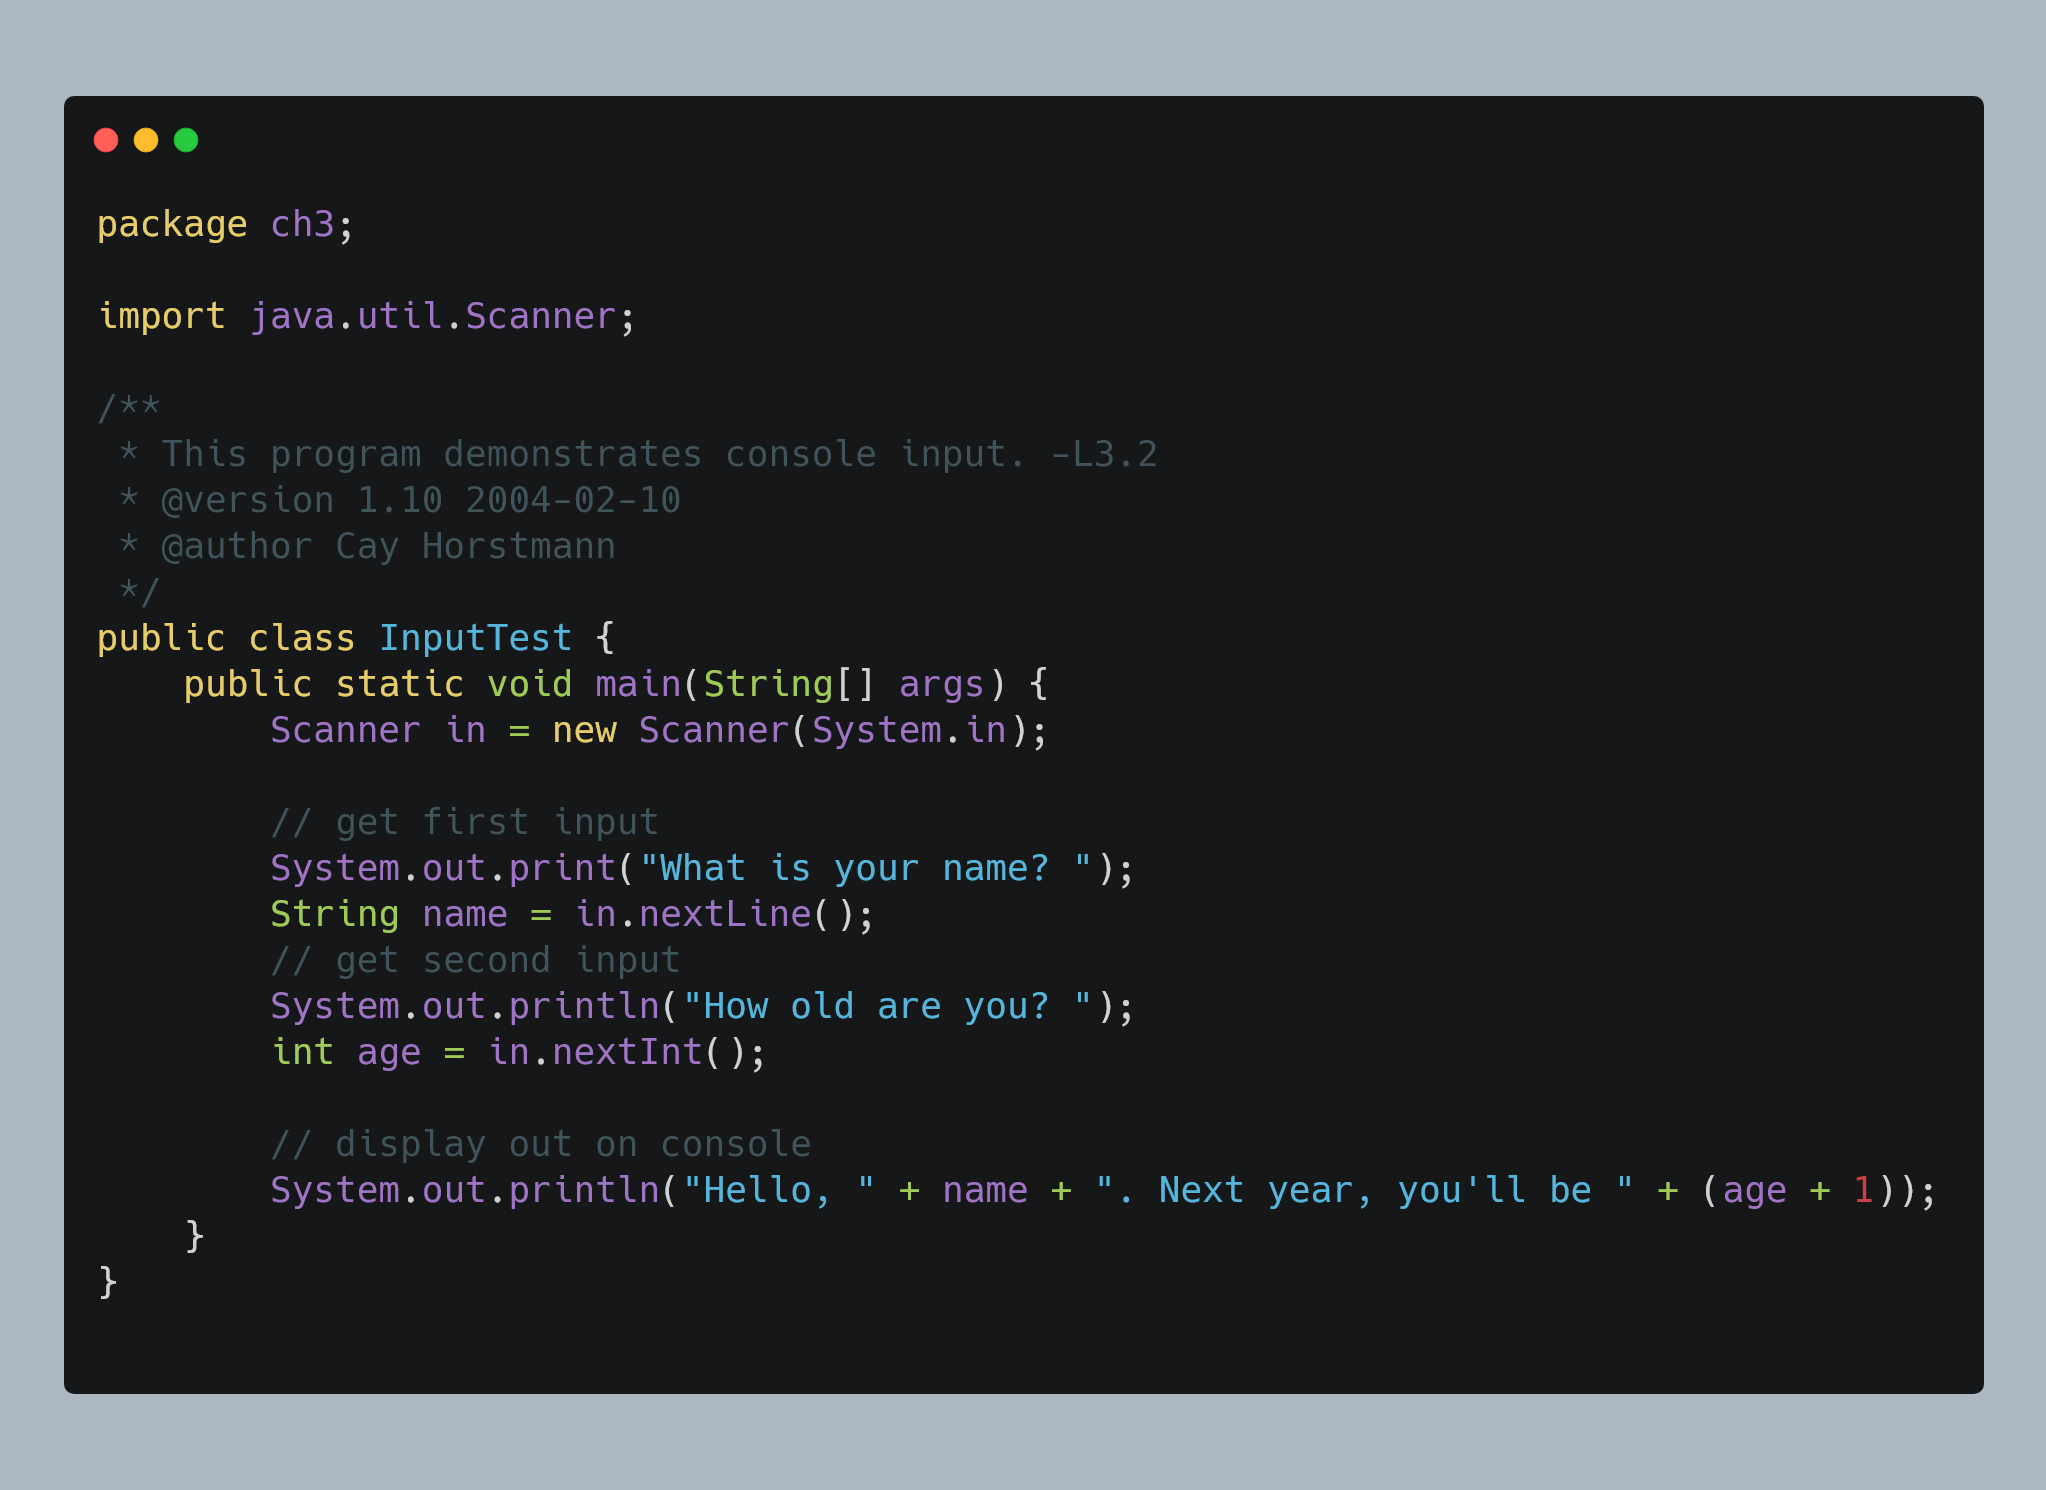 package ch3;

import java.util.Scanner;

/**
 * This program demonstrates console input. -L3.2
 * @version 1.10 2004-02-10
 * @author Cay Horstmann
 */
public class InputTest {
    public static void main(String[] args) {
        Scanner in = new Scanner(System.in);

        // get first input
        System.out.print("What is your name? ");
        String name = in.nextLine();
        // get second input
        System.out.println("How old are you? ");
        int age = in.nextInt();

        // display out on console
        System.out.println("Hello, " + name + ". Next year, you'll be " + (age + 1));
    }
}